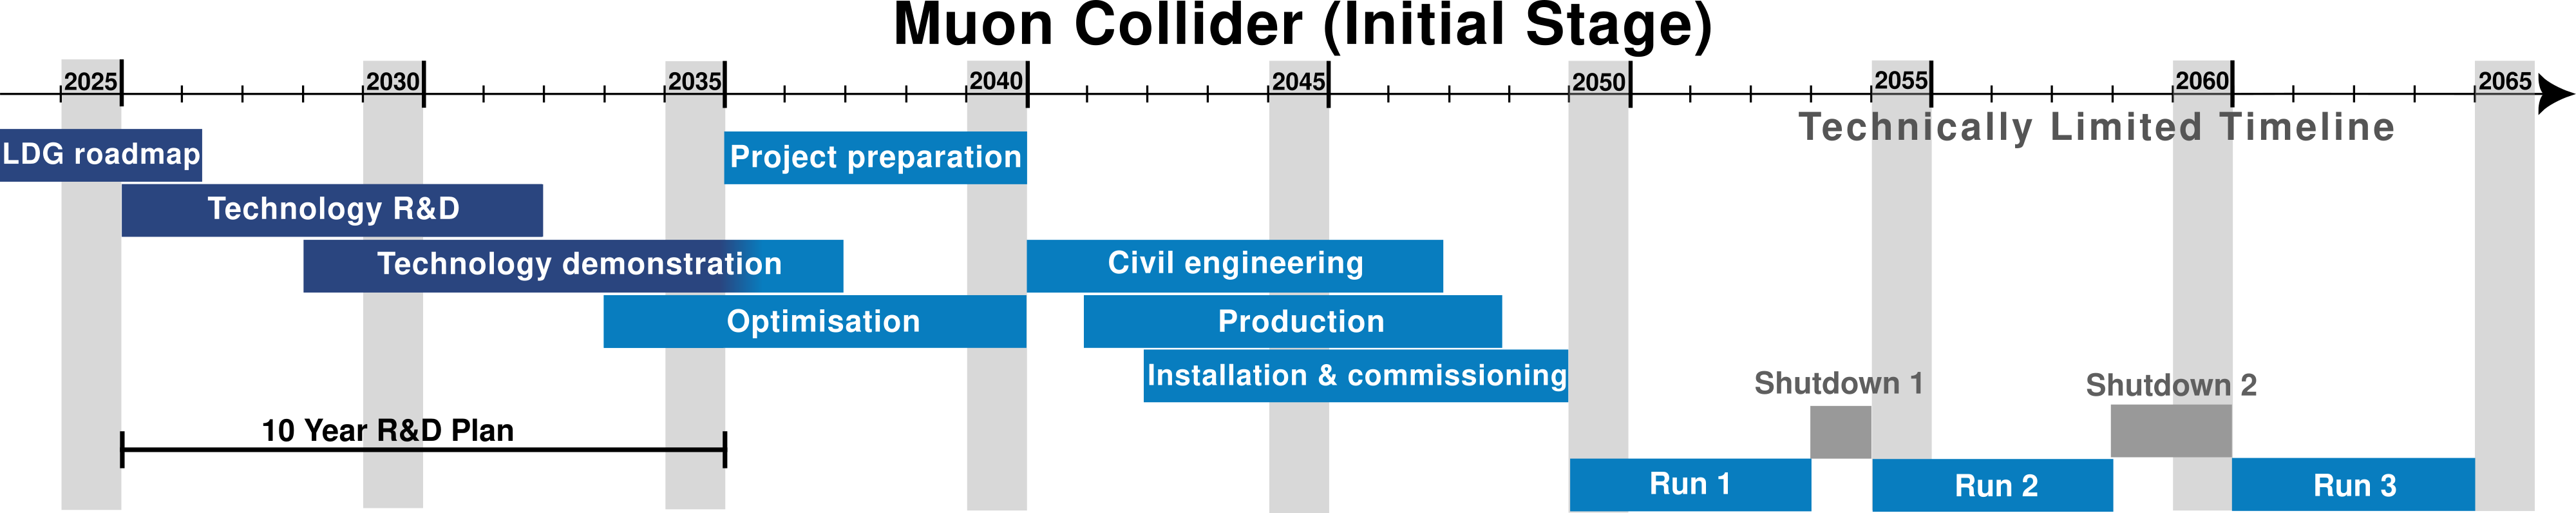 Muon Collider (Initial Stage)
2025 2030 2035 2040 2045 2050 2055 2060 2065
Technically Limited Timeline
LDG roadmap
Project preparation
Technology R&D
Technology demonstration
Civil engineering
Optimisation
Production
Installation & commissioning
Shutdown 1
Shutdown 2
10 Year R&D Plan
Run 1
Run 2
Run 3